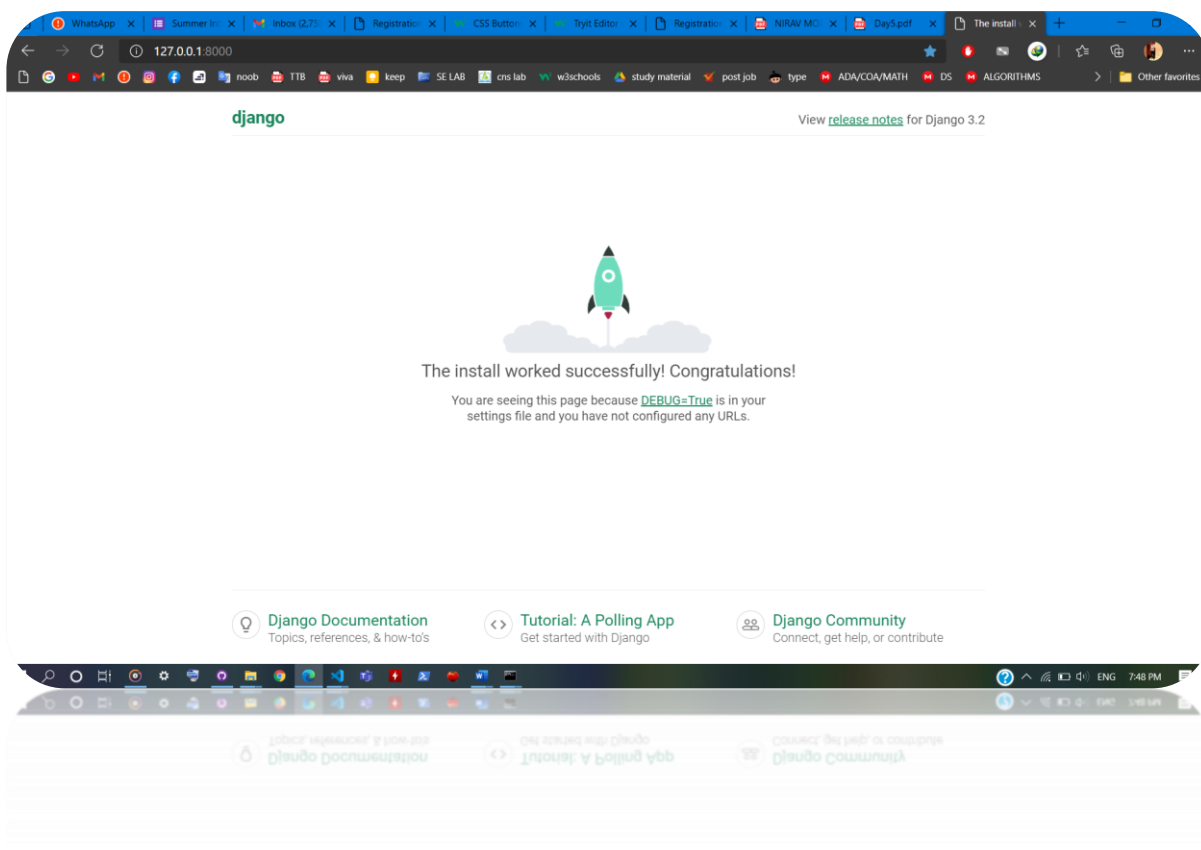 WhatsApp Summer In Inbox (2,75 Registration CSS Button Tryit Editor Registration NIRAV MO Day5.pdf The install
127.0.0.1:8000
noob TTB viva keep SE LAB cns lab w3schools study material post job type ADA/COA/MATH DS ALGORITHMS Other favorites
django
View release notes for Django 3.2
The install worked successfully! Congratulations!
You are seeing this page because DEBUG=True is in your
settings file and you have not configured any URLs.
Django Documentation
Topics, references, & how-to's
Tutorial: A Polling App
Get started with Django
Django Community
Connect, get help, or contribute
ENG 7:48 PM